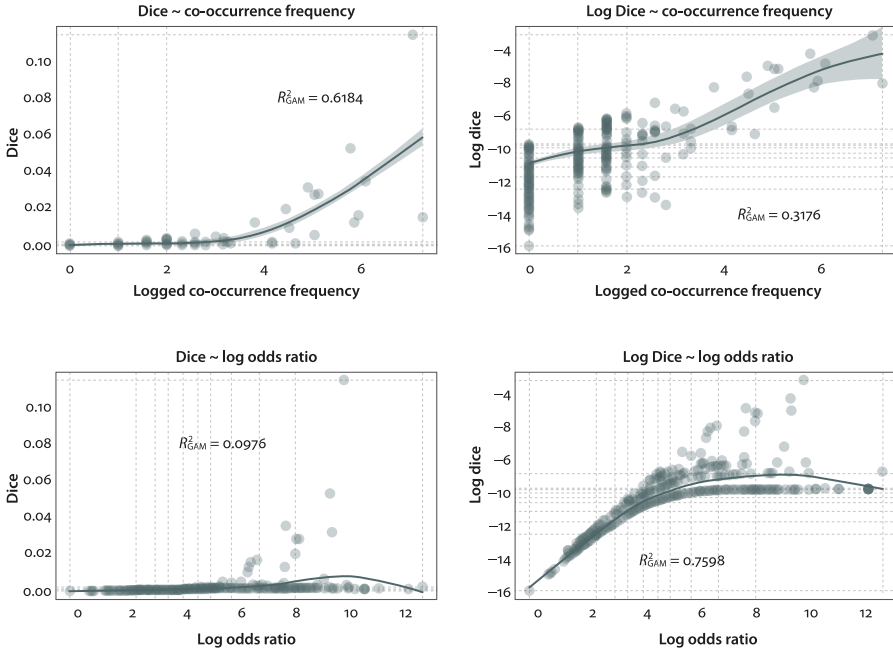 Dice ~ co-occurrence frequency
0.10
0.08
0.06
0.04
0.02
0.00
Dice
R²GAM = 0.6184
0 2 4 6
Logged co-occurrence frequency
Log Dice ~ co-occurrence frequency
−4
−8
−6
−10
−12
−14
−16
Log dice
R²GAM = 0.3176
0 2 4 6
Logged co-occurrence frequency
Dice ~ log odds ratio
0.10
0.08
0.06
0.04
0.02
0.00
Dice
R²GAM = 0.0976
0 2 4 6 8 10 12
Log odds ratio
Log Dice ~ log odds ratio
−4
−8
−6
−10
−12
−14
−16
Log dice
R²GAM = 0.7598
0 2 4 6 8 10 12
Log odds ratio